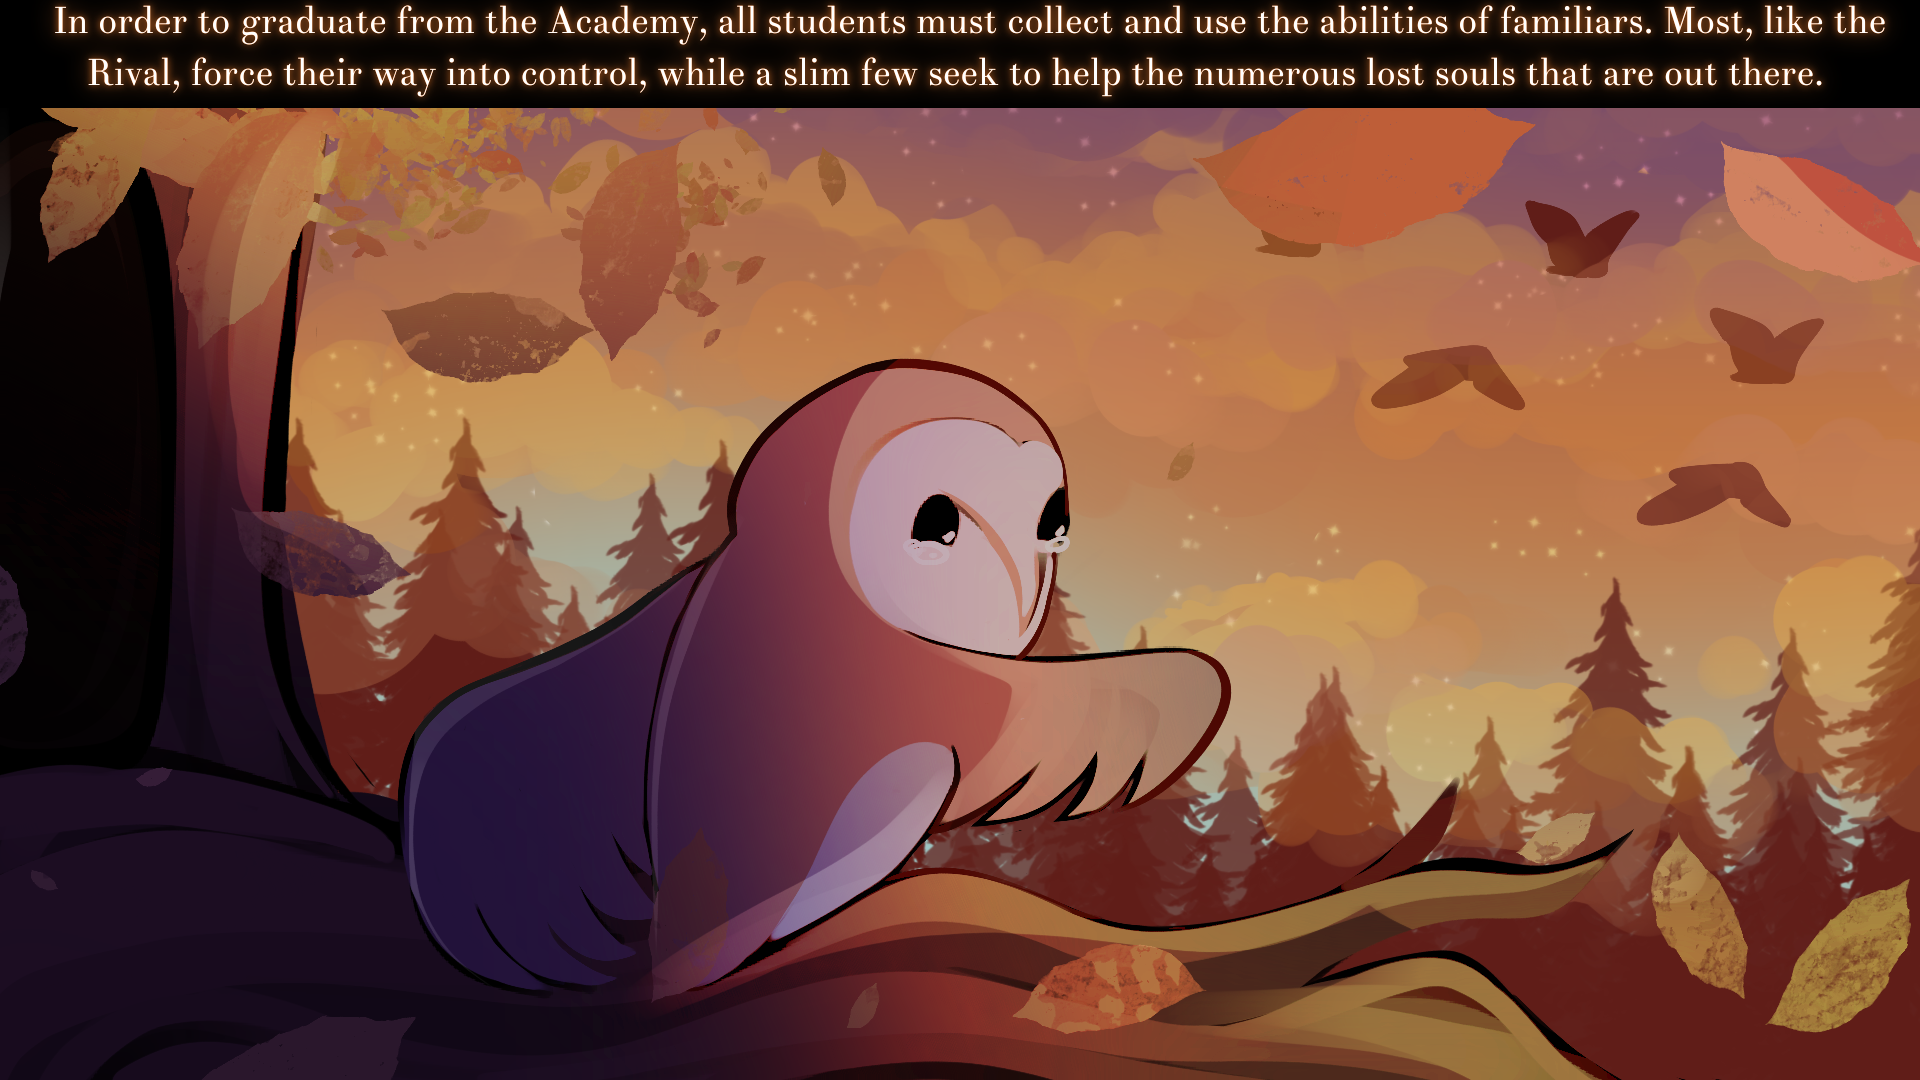 In order to graduate from the Academy, all students must collect and use the abilities of familiars. Most, like the
Rival, force their way into control, while a slim few seek to help the numerous lost souls that are out there.